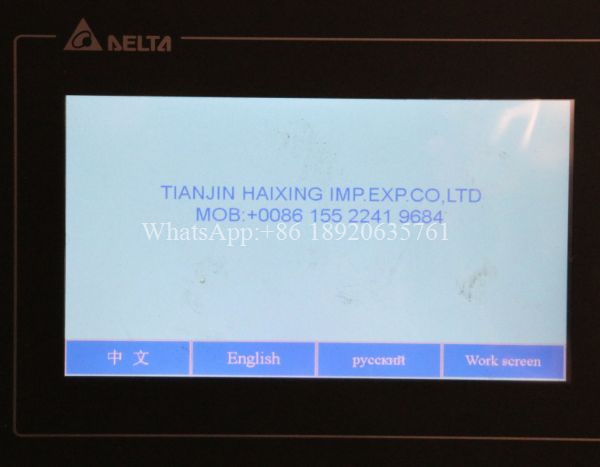 DELTA
TIANJIN HAIXING IMP.EXP.CO,LTD
MOB:+0086 155 2241 9684
WhatsApp:+86 18920635761
中 文
English
русский
Work screen